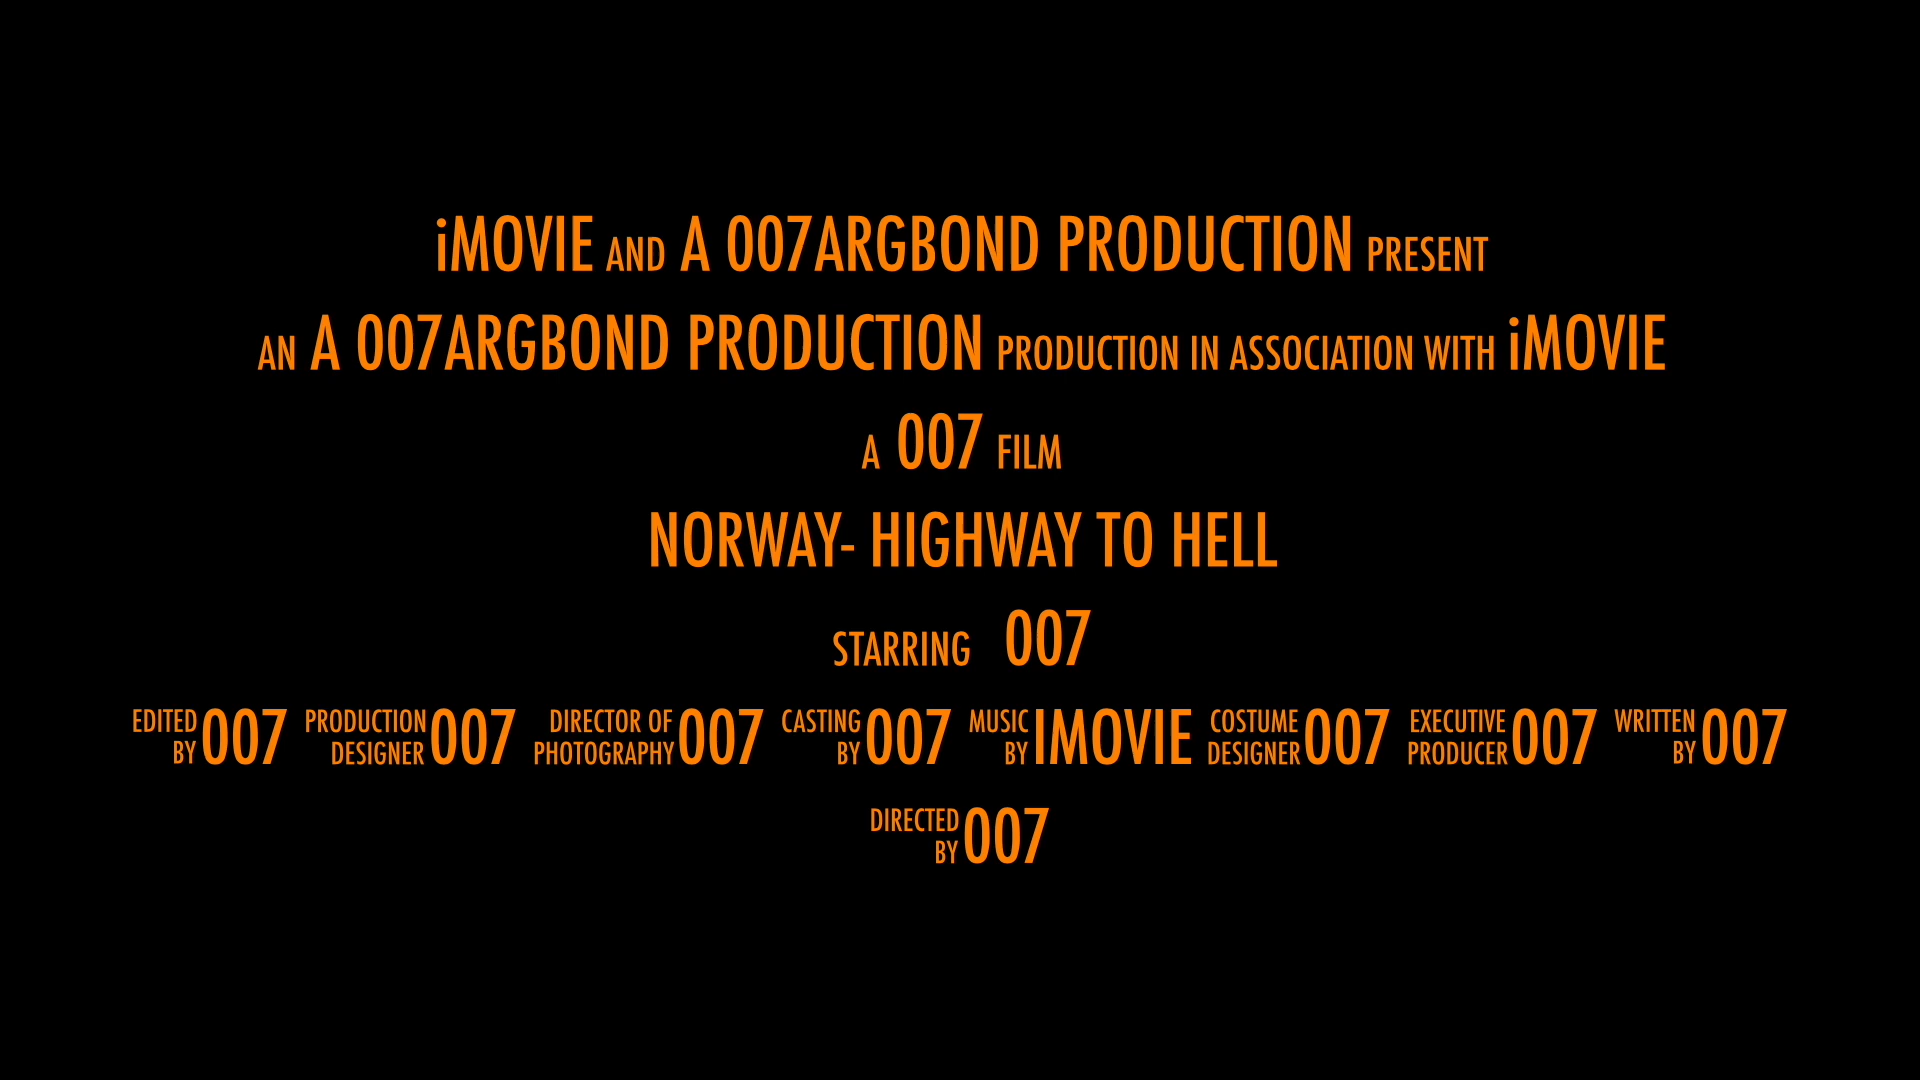 iMOVIE AND A 007ARGBOND PRODUCTION PRESENT
AN A 007ARGBOND PRODUCTION PRODUCTION IN ASSOCIATION WITH iMOVIE
A 007 FILM
NORWAY- HIGHWAY TO HELL
STARRING 007
EDITED BY 007 PRODUCTION DESIGNER 007 DIRECTOR OF PHOTOGRAPHY 007 CASTING BY 007 MUSIC BY IMOVIE COSTUME DESIGNER 007 EXECUTIVE PRODUCER 007 WRITTEN BY 007
DIRECTED BY 007